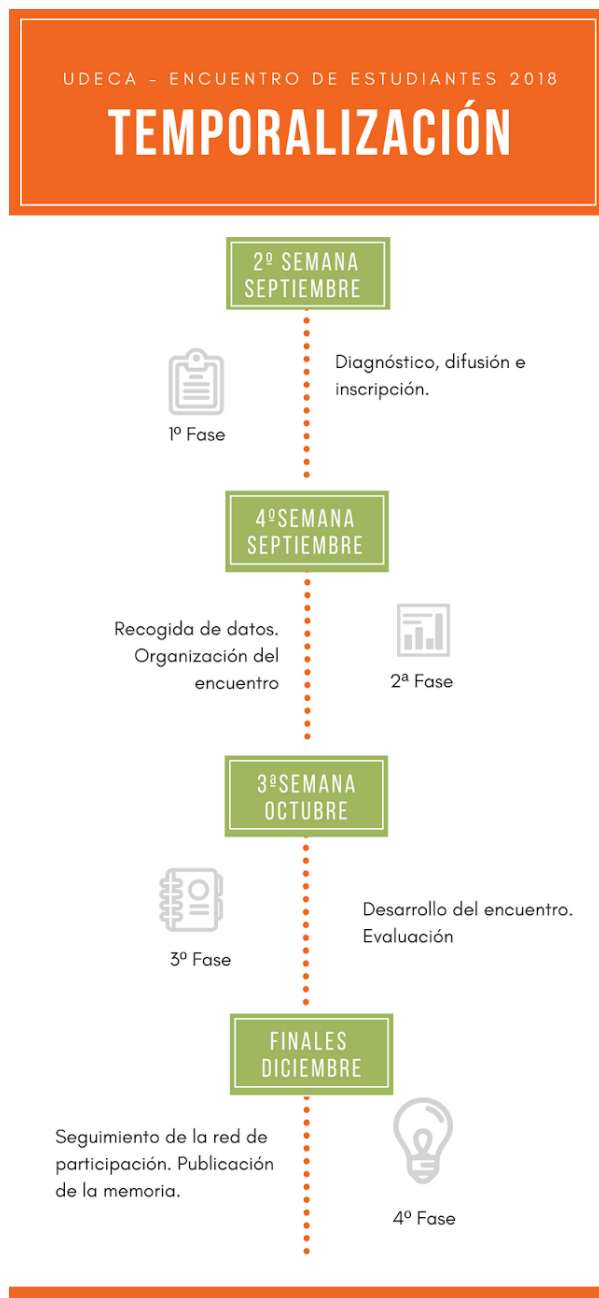 UDECA - ENCUENTRO DE ESTUDIANTES 2018
TEMPORALIZACIÓN
2º SEMANA
SEPTIEMBRE
Diagnóstico, difusión e
inscripción.
1º Fase
4ºSEMANA
SEPTIEMBRE
Recogida de datos.
Organización del
encuentro
2ª Fase
3ªSEMANA
OCTUBRE
Desarrollo del encuentro.
Evaluación
3º Fase
FINALES
DICIEMBRE
Seguimiento de la red de
participación. Publicación
de la memoria.
4º Fase